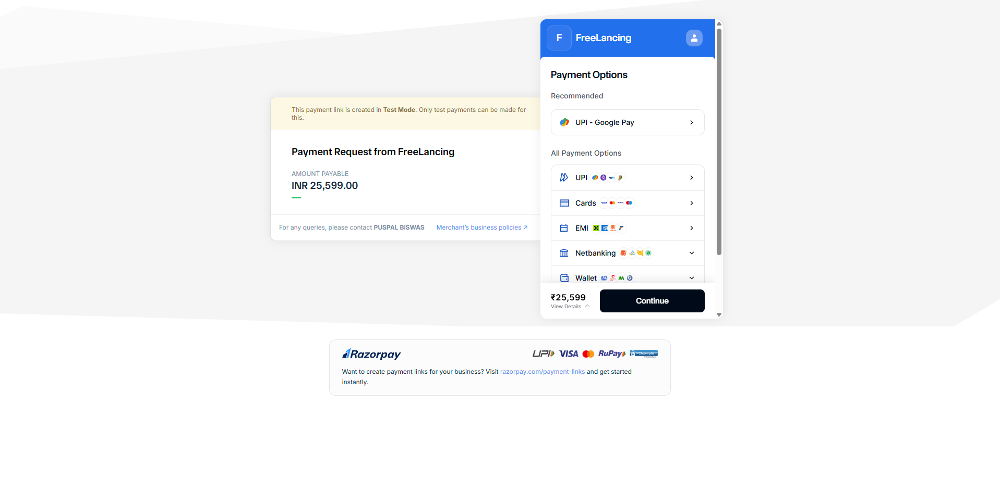 This payment link is created in Test Mode. Only test payments can be made for
this.
Payment Request from FreeLancing
AMOUNT PAYABLE
INR 25,599.00
For any queries, please contact PUSPAL BISWAS
Merchant's business policies
F
FreeLancing
Payment Options
Recommended
UPI - Google Pay
All Payment Options
UPI
Cards
EMI
Netbanking
Wallet
₹25,599
View Details
Continue
Razorpay
UPI VISA RuPay PCI compliant
Want to create payment links for your business? Visit razorpay.com/payment-links and get started
instantly.